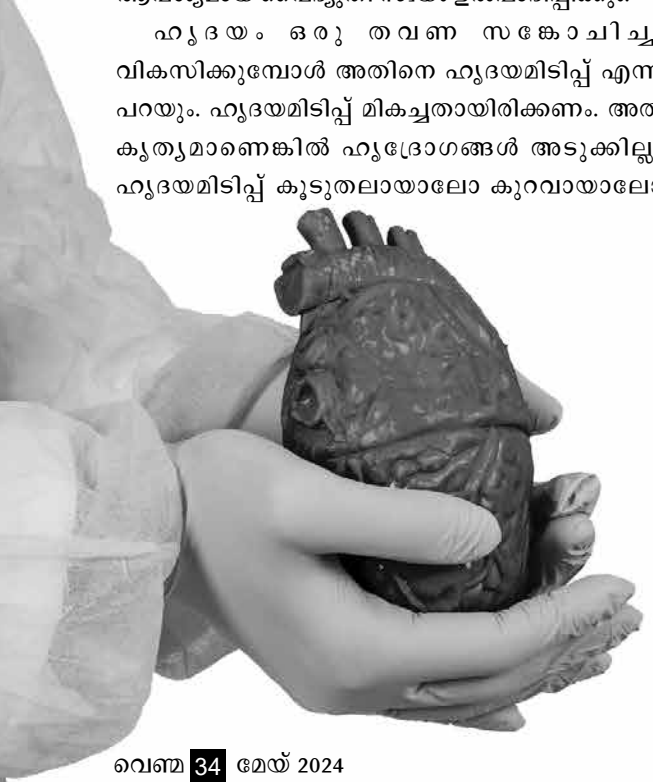 ഹൃദയം ഒരു തവണ സങ്കോചിച്ച
വികസിക്കുമ്പോൾ അതിനെ ഹൃദയമിടിപ്പ് എന്ന
പറയും. ഹൃദയമിടിപ്പ് മികച്ചതായിരിക്കണം. അത
കൃത്യമാണെങ്കിൽ ഹൃദ്രോഗങ്ങൾ അടുക്കില്ല
ഹൃദയമിടിപ്പ് കൂടുതലായാലോ കുറവായാലോ
വെണ്മ 34 മേയ് 2024